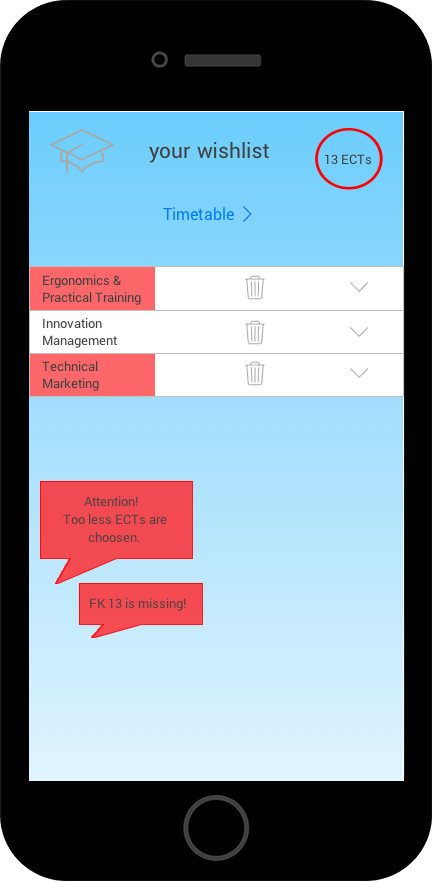 your wishlist
13 ECTs
Timetable
Ergonomics &
Practical Training
Innovation
Management
Technical
Marketing
Attention!
Too less ECTs are
choosen.
FK 13 is missing!